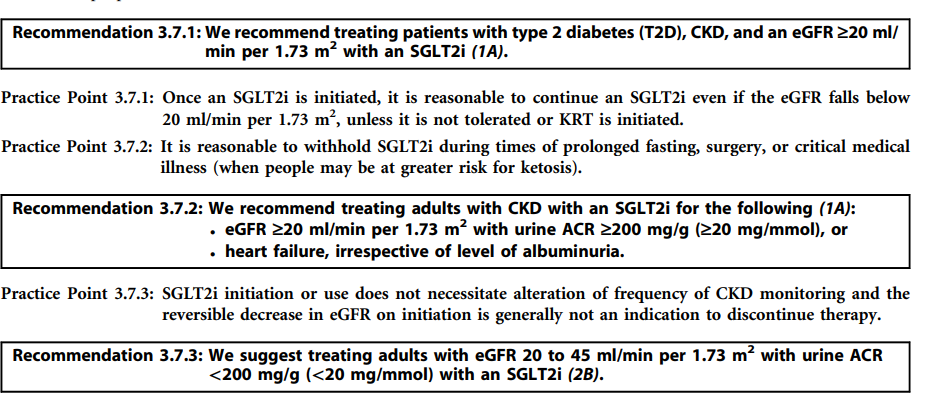 Recommendation 3.7.1: We recommend treating patients with type 2 diabetes (T2D), CKD, and an eGFR ≥20 ml/
min per 1.73 m² with an SGLT2i (1A).
Practice Point 3.7.1: Once an SGLT2i is initiated, it is reasonable to continue an SGLT2i even if the eGFR falls below
20 ml/min per 1.73 m², unless it is not tolerated or KRT is initiated.
Practice Point 3.7.2: It is reasonable to withhold SGLT2i during times of prolonged fasting, surgery, or critical medical
illness (when people may be at greater risk for ketosis).
Recommendation 3.7.2: We recommend treating adults with CKD with an SGLT2i for the following (1A):
• eGFR ≥20 ml/min per 1.73 m² with urine ACR ≥200 mg/g (≥20 mg/mmol), or
• heart failure, irrespective of level of albuminuria.
Practice Point 3.7.3: SGLT2i initiation or use does not necessitate alteration of frequency of CKD monitoring and the
reversible decrease in eGFR on initiation is generally not an indication to discontinue therapy.
Recommendation 3.7.3: We suggest treating adults with eGFR 20 to 45 ml/min per 1.73 m² with urine ACR
<200 mg/g (<20 mg/mmol) with an SGLT2i (2B).